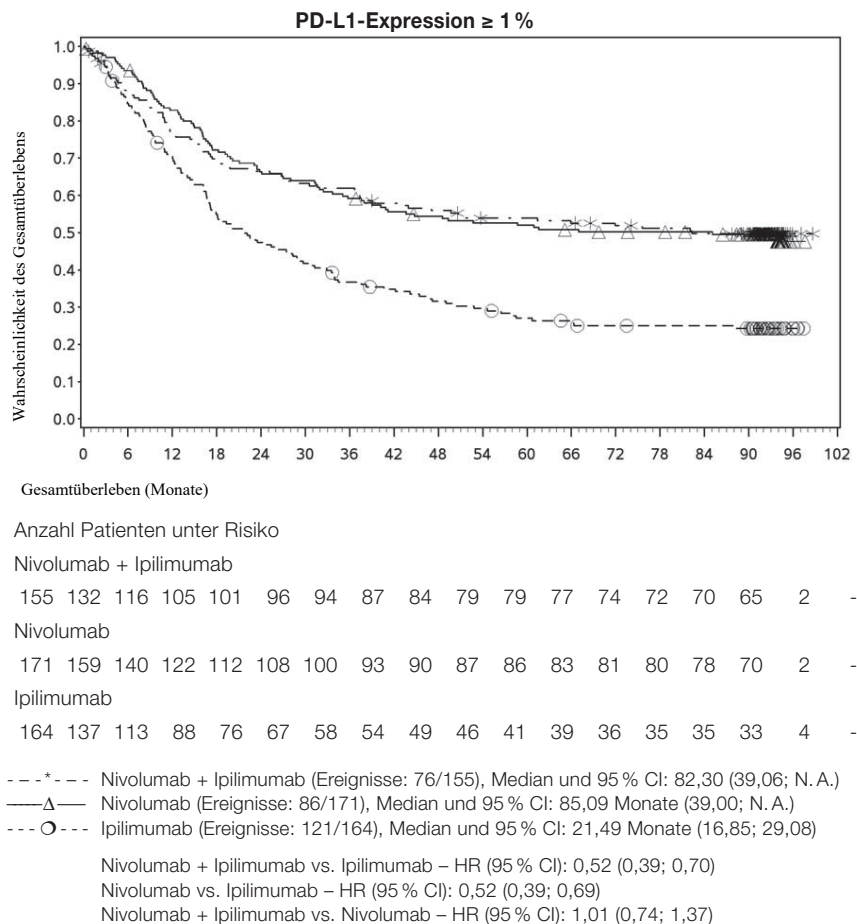 PD-L1-Expression ≥ 1 %
Wahrscheinlichkeit des Gesamtüberlebens
1.0
0.9
0.8
0.7
0.6
0.5
0.4
0.3
0.2
0.1
0.0
0 6 12 18 24 30 36 42 48 54 60 66 72 78 84 90 96 102
Gesamtüberleben (Monate)
Anzahl Patienten unter Risiko
Nivolumab + Ipilimumab
155 132 116 105 101 96 94 87 84 79 79 77 74 72 70 65 2 -
Nivolumab
171 159 140 122 112 108 100 93 90 87 86 83 81 80 78 70 2 -
Ipilimumab
164 137 113 88 76 67 58 54 49 46 41 39 36 35 35 33 4 -
- - -*- - - Nivolumab + Ipilimumab (Ereignisse: 76/155), Median und 95 % CI: 82,30 (39,06; N. A.)
——Δ—— Nivolumab (Ereignisse: 86/171), Median und 95 % CI: 85,09 Monate (39,00; N. A.)
- - - O - - - Ipilimumab (Ereignisse: 121/164), Median und 95 % CI: 21,49 Monate (16,85; 29,08)
Nivolumab + Ipilimumab vs. Ipilimumab – HR (95 % CI): 0,52 (0,39; 0,70)
Nivolumab vs. Ipilimumab – HR (95 % CI): 0,52 (0,39; 0,69)
Nivolumab + Ipilimumab vs. Nivolumab – HR (95 % CI): 1,01 (0,74; 1,37)